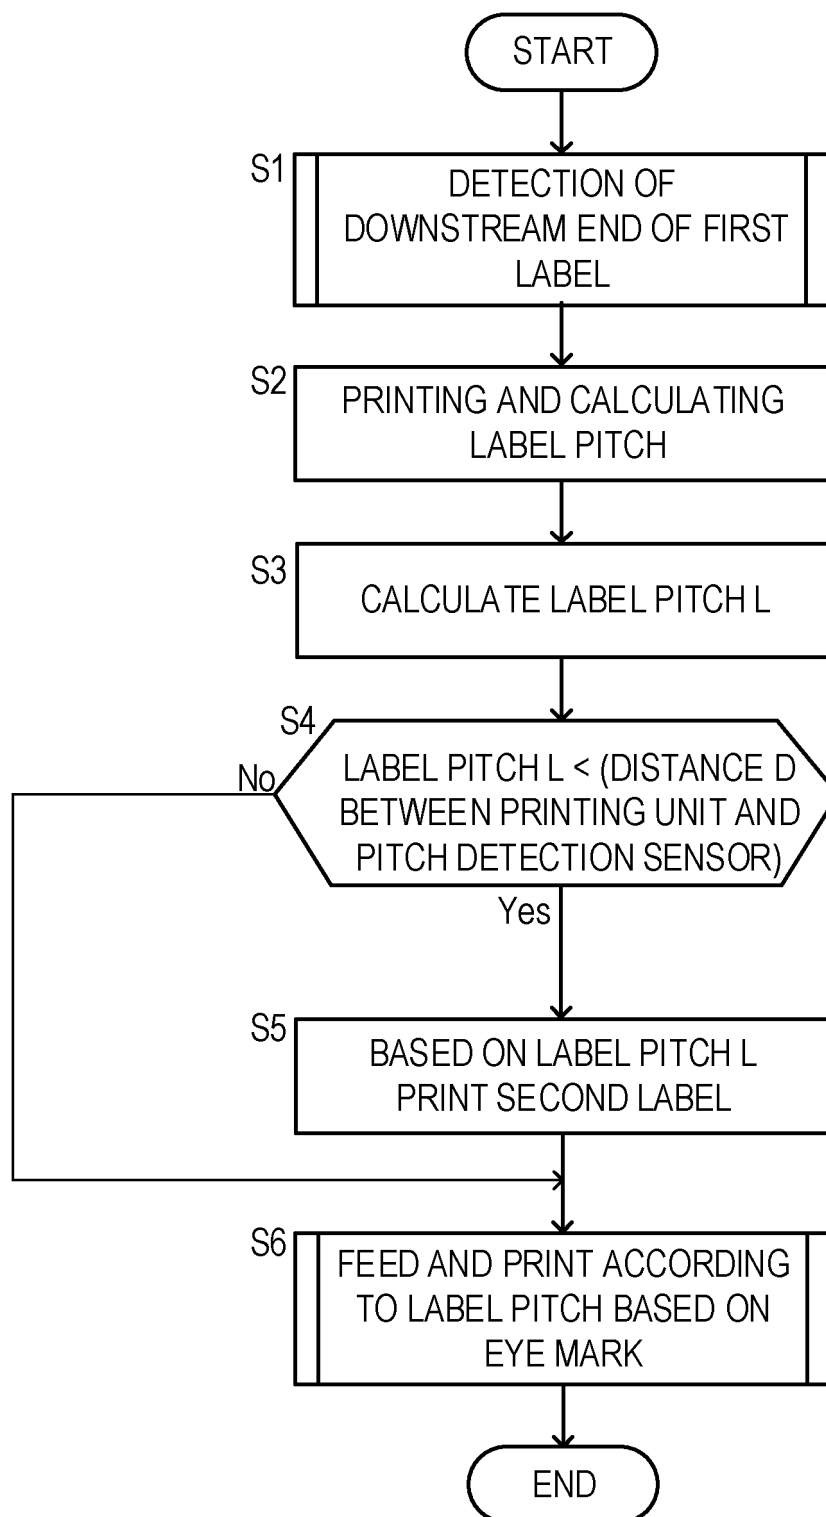 START
S1
DETECTION OF
DOWNSTREAM END OF FIRST
LABEL
S2
PRINTING AND CALCULATING
LABEL PITCH
S3
CALCULATE LABEL PITCH L
S4
No
LABEL PITCH L < (DISTANCE D
BETWEEN PRINTING UNIT AND
PITCH DETECTION SENSOR)
Yes
S5
BASED ON LABEL PITCH L
PRINT SECOND LABEL
S6
FEED AND PRINT ACCORDING
TO LABEL PITCH BASED ON
EYE MARK
END